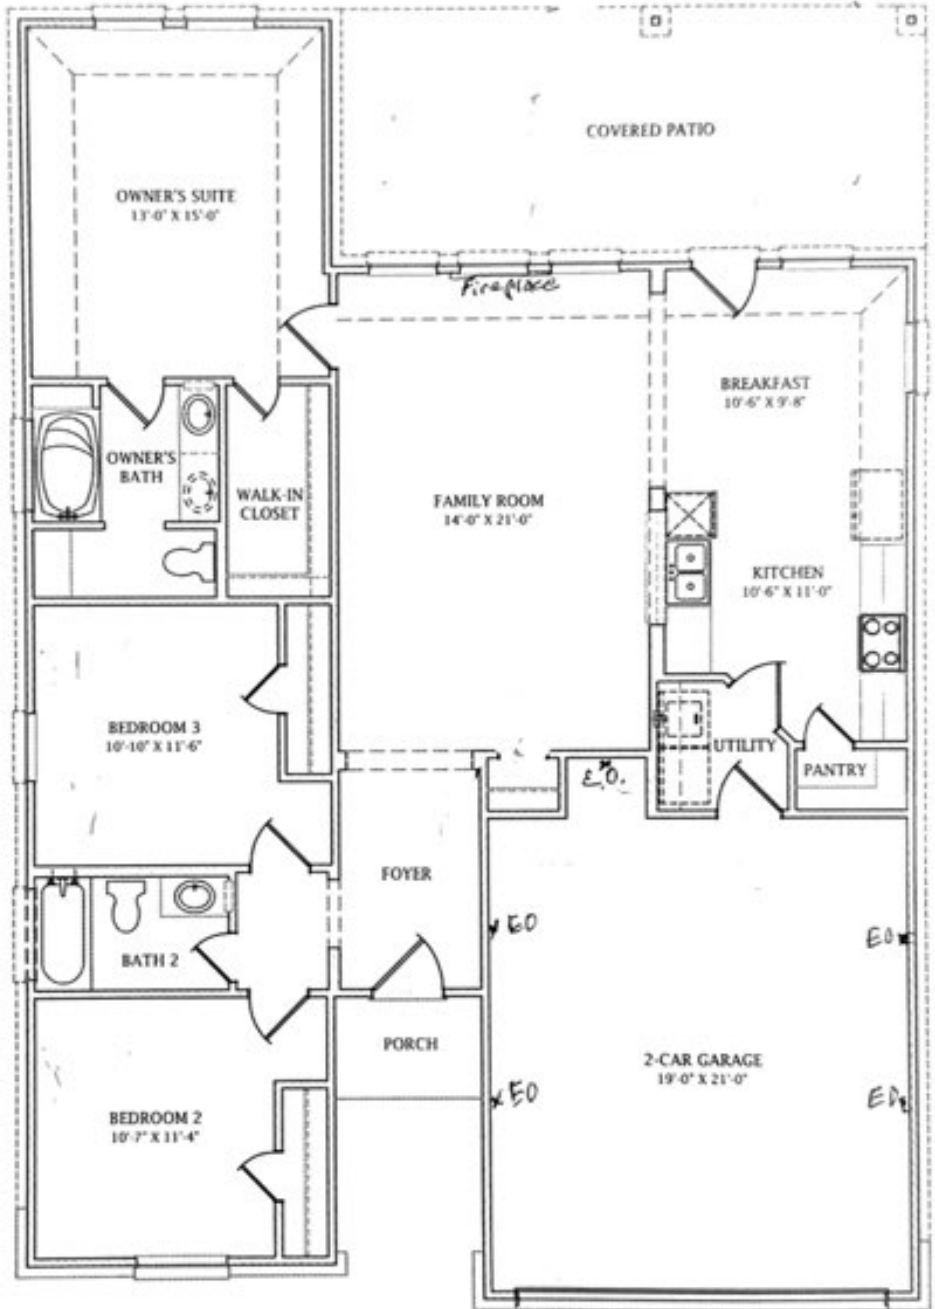 COVERED PATIO
OWNER'S SUITE
13'-0" X 15'-0"
Fireplace
BREAKFAST
10'-6" X 9'-8"
OWNER'S
BATH
WALK-IN
CLOSET
FAMILY ROOM
14'-0" X 21'-0"
KITCHEN
10'-6" X 11'-0"
BEDROOM 3
10'-10" X 11'-6"
UTILITY
PANTRY
E.O.
FOYER
EO
EO
BATH 2
PORCH
2-CAR GARAGE
19'-0" X 21'-0"
EO
EO
BEDROOM 2
10'-7" X 11'-4"